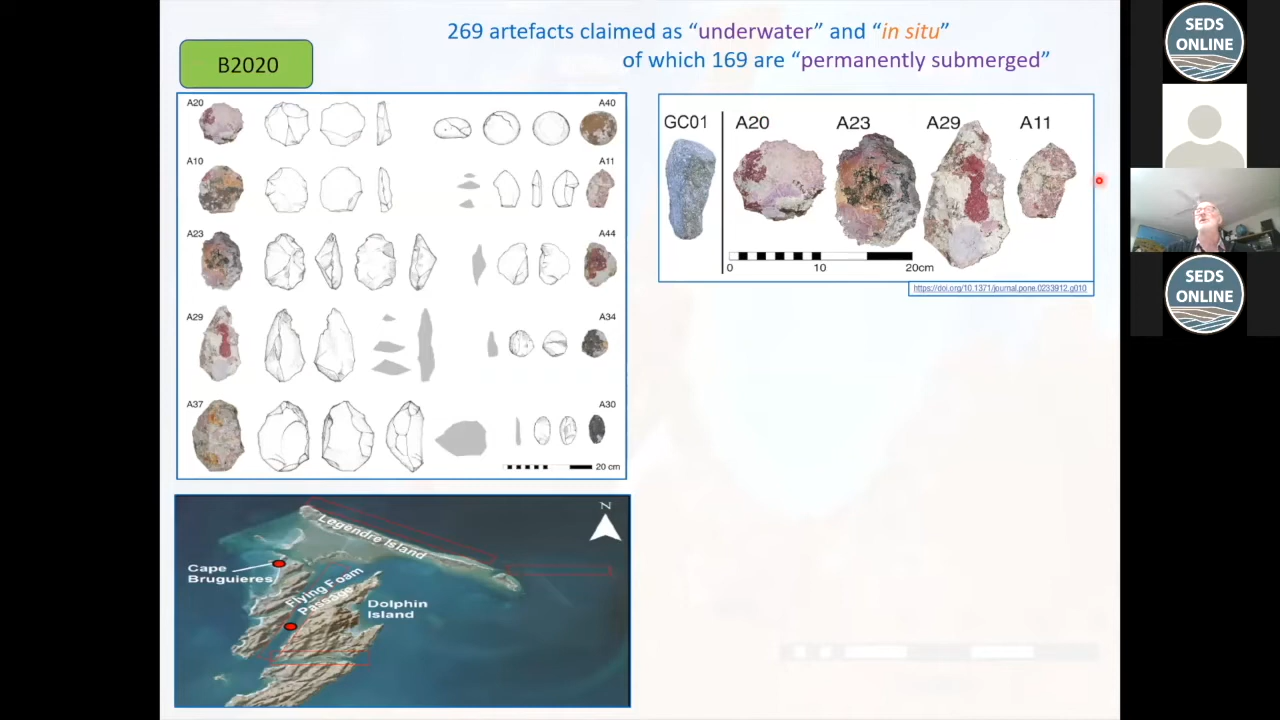 269 artefacts claimed as “underwater” and “in situ”
of which 169 are “permanently submerged”
B2020
A20
A40
A10
A11
A23
A44
A29
A34
A37
A30
20 cm
GC01
A20
A23
A29
A11
0
10
20cm
https://doi.org/10.1371/journal.pone.0233912.g010
N
Legendre Island
Cape
Bruguieres
Flying Foam
Passage
Dolphin
Island
SEDS
ONLINE
SEDS
ONLINE